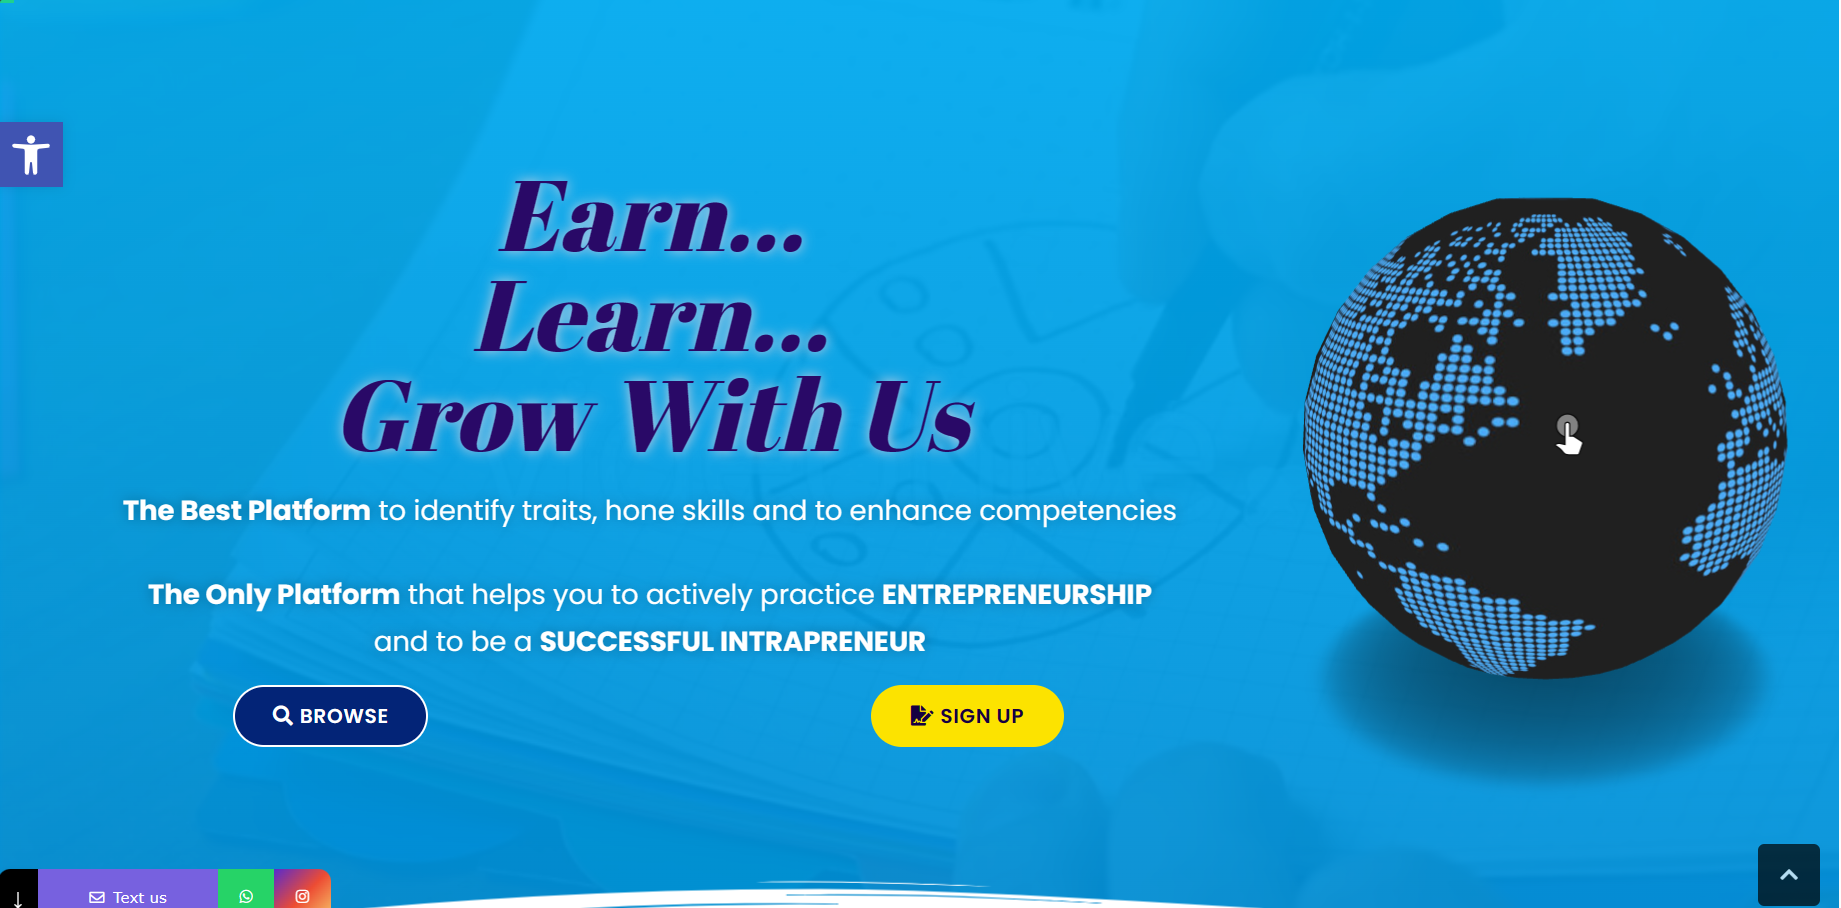 Earn...
Learn...
Grow With Us
The Best Platform to identify traits, hone skills and to enhance competencies
The Only Platform that helps you to actively practice ENTREPRENEURSHIP
and to be a SUCCESSFUL INTRAPRENEUR
BROWSE
SIGN UP
Text us